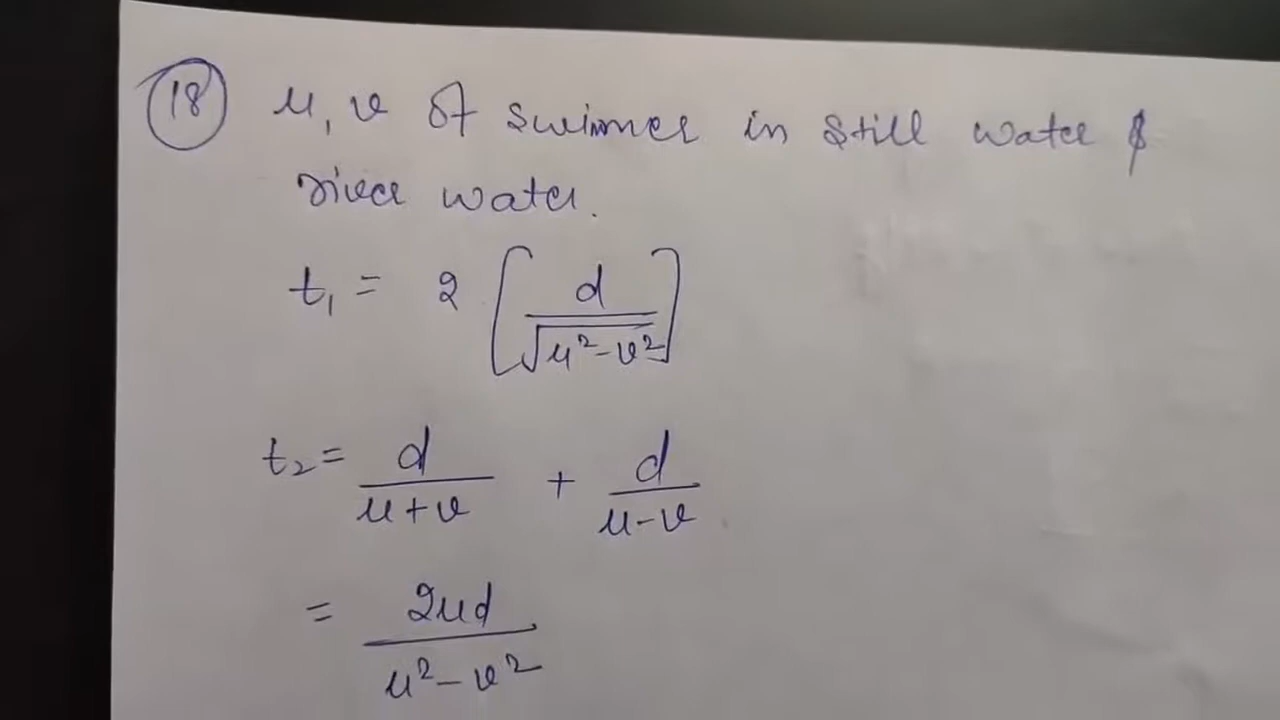 18 u, v of swimmer in still water &
river water.
t₁ = 2 [d / √(u² - v²)]
t₂ = d / (u + v) + d / (u - v)
= 2ud / (u² - v²)